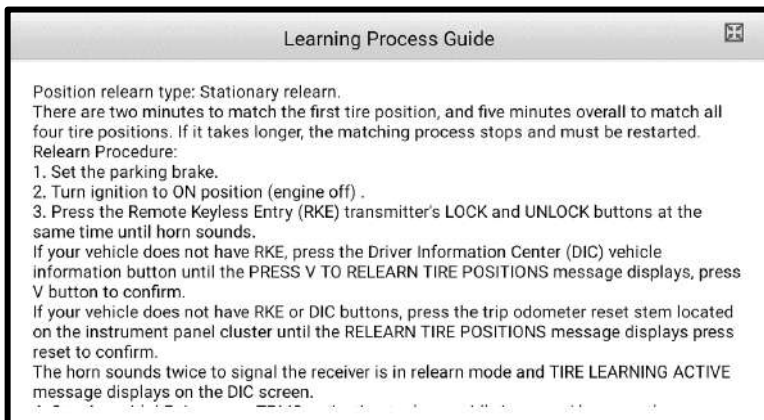 Learning Process Guide
Position relearn type: Stationary relearn.
There are two minutes to match the first tire position, and five minutes overall to match all
four tire positions. If it takes longer, the matching process stops and must be restarted.
Relearn Procedure:
1. Set the parking brake.
2. Turn ignition to ON position (engine off) .
3. Press the Remote Keyless Entry (RKE) transmitter's LOCK and UNLOCK buttons at the
same time until horn sounds.
If your vehicle does not have RKE, press the Driver Information Center (DIC) vehicle
information button until the PRESS V TO RELEARN TIRE POSITIONS message displays, press
V button to confirm.
If your vehicle does not have RKE or DIC buttons, press the trip odometer reset stem located
on the instrument panel cluster until the RELEARN TIRE POSITIONS message displays press
reset to confirm.
The horn sounds twice to signal the receiver is in relearn mode and TIRE LEARNING ACTIVE
message displays on the DIC screen.